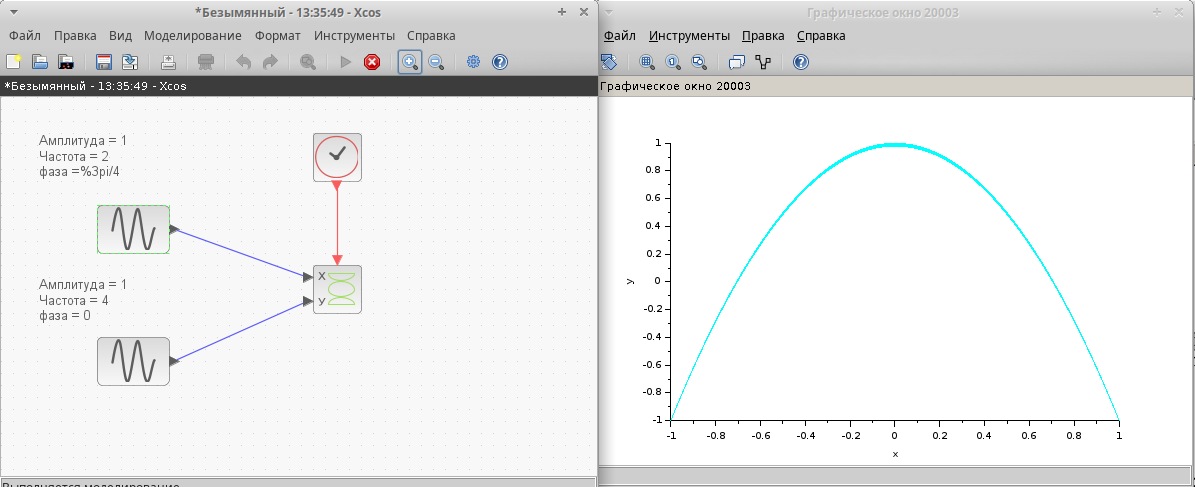 *Безымянный - 13:35:49 - Xcos
Файл Правка Вид Моделирование Формат Инструменты Справка
*Безымянный - 13:35:49 - Xcos
Амплитуда = 1
Частота = 2
фаза =%3pi/4
Амплитуда = 1
Частота = 4
фаза = 0
X
У
Выполняется моделирование
Графическое окно 20003
Файл Инструменты Правка Справка
Графическое окно 20003
1
0.8
0.6
0.4
0.2
0
-0.2
-0.4
-0.6
-0.8
-1
y
-1 -0.8 -0.6 -0.4 -0.2 0 0.2 0.4 0.6 0.8 1
x